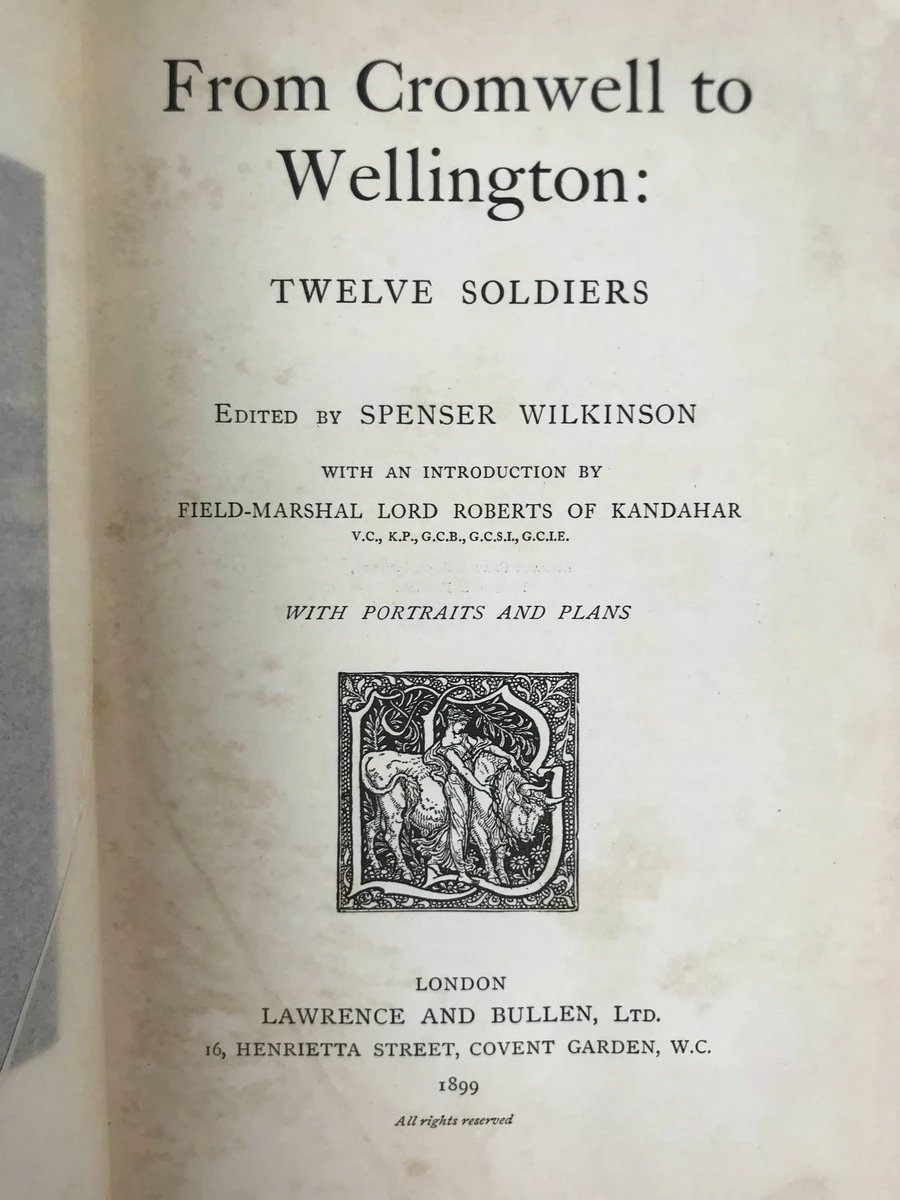 From Cromwell to
Wellington:
TWELVE SOLDIERS
EDITED BY SPENSER WILKINSON
WITH AN INTRODUCTION BY
FIELD-MARSHAL LORD ROBERTS OF KANDAHAR
V.C., K.P., G.C.B., G.C.S.I., G.C.I.E.
WITH PORTRAITS AND PLANS
LONDON
LAWRENCE AND BULLEN, LTD.
16, HENRIETTA STREET, COVENT GARDEN, W.C.
1899
All rights reserved